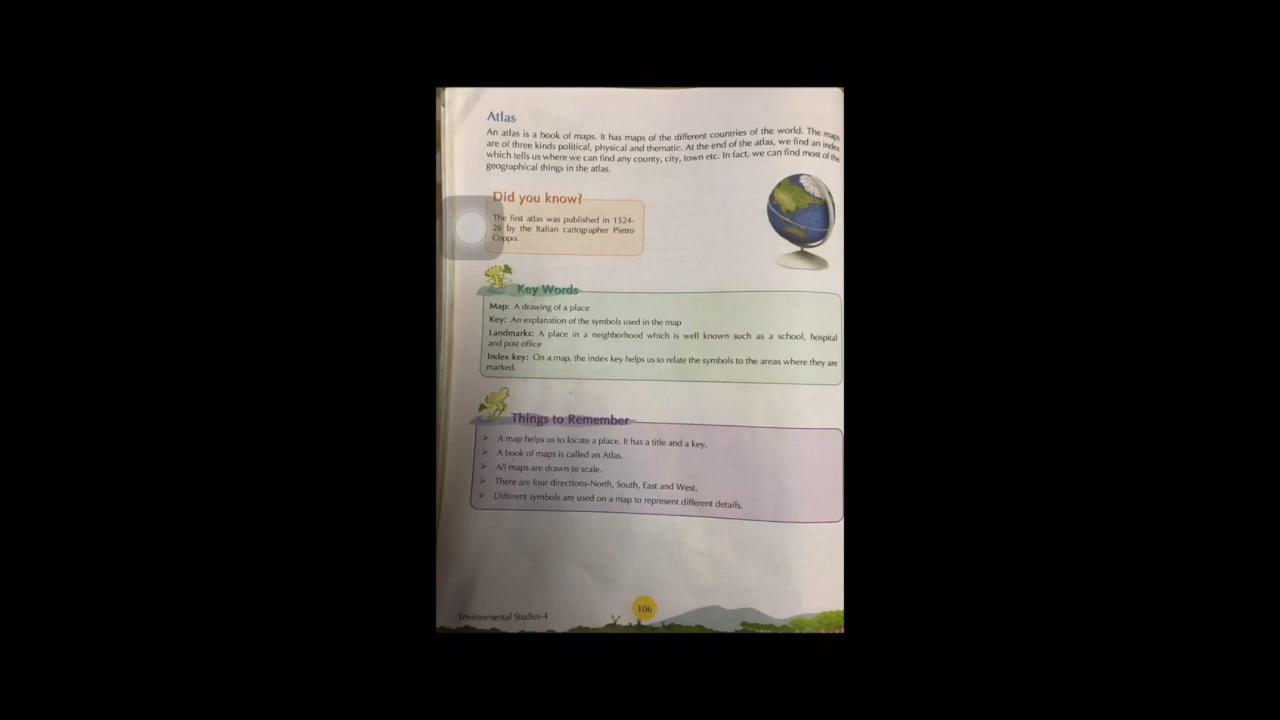 Atlas
An atlas is a book of maps. It has maps of the different countries of the world. The maps
are of three kinds political, physical and thematic. At the end of the atlas, we find an index
which tells us where we can find any county, city, town etc. In fact, we can find most of the
geographical things in the atlas.
Did you know?
The first atlas was published in 1524-
26 by the Italian cartographer Pietro
Coppo.
Key Words
Map: A drawing of a place
Key: An explanation of the symbols used in the map
Landmarks: A place in a neighborhood which is well known such as a school, hospital
and post office
Index key: On a map, the index key helps us to relate the symbols to the areas where they are
marked.
Things to Remember
➢ A map helps us to locate a place. It has a title and a key.
➢ A book of maps is called an Atlas.
➢ All maps are drawn to scale.
➢ There are four directions-North, South, East and West.
➢ Different symbols are used on a map to represent different details.
Environmental Studies-4
106